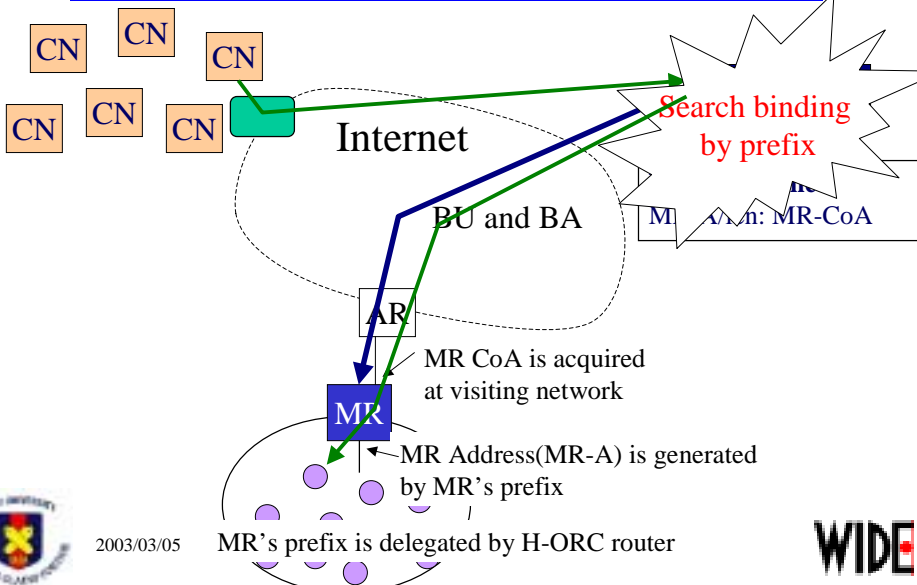 CN
CN
CN
CN
CN
CN
Internet
Search binding
by prefix
BU and BA
MR-CoA
AR
MR CoA is acquired
at visiting network
MR
MR Address(MR-A) is generated
by MR's prefix
2003/03/05
MR's prefix is delegated by H-ORC router
WIDE